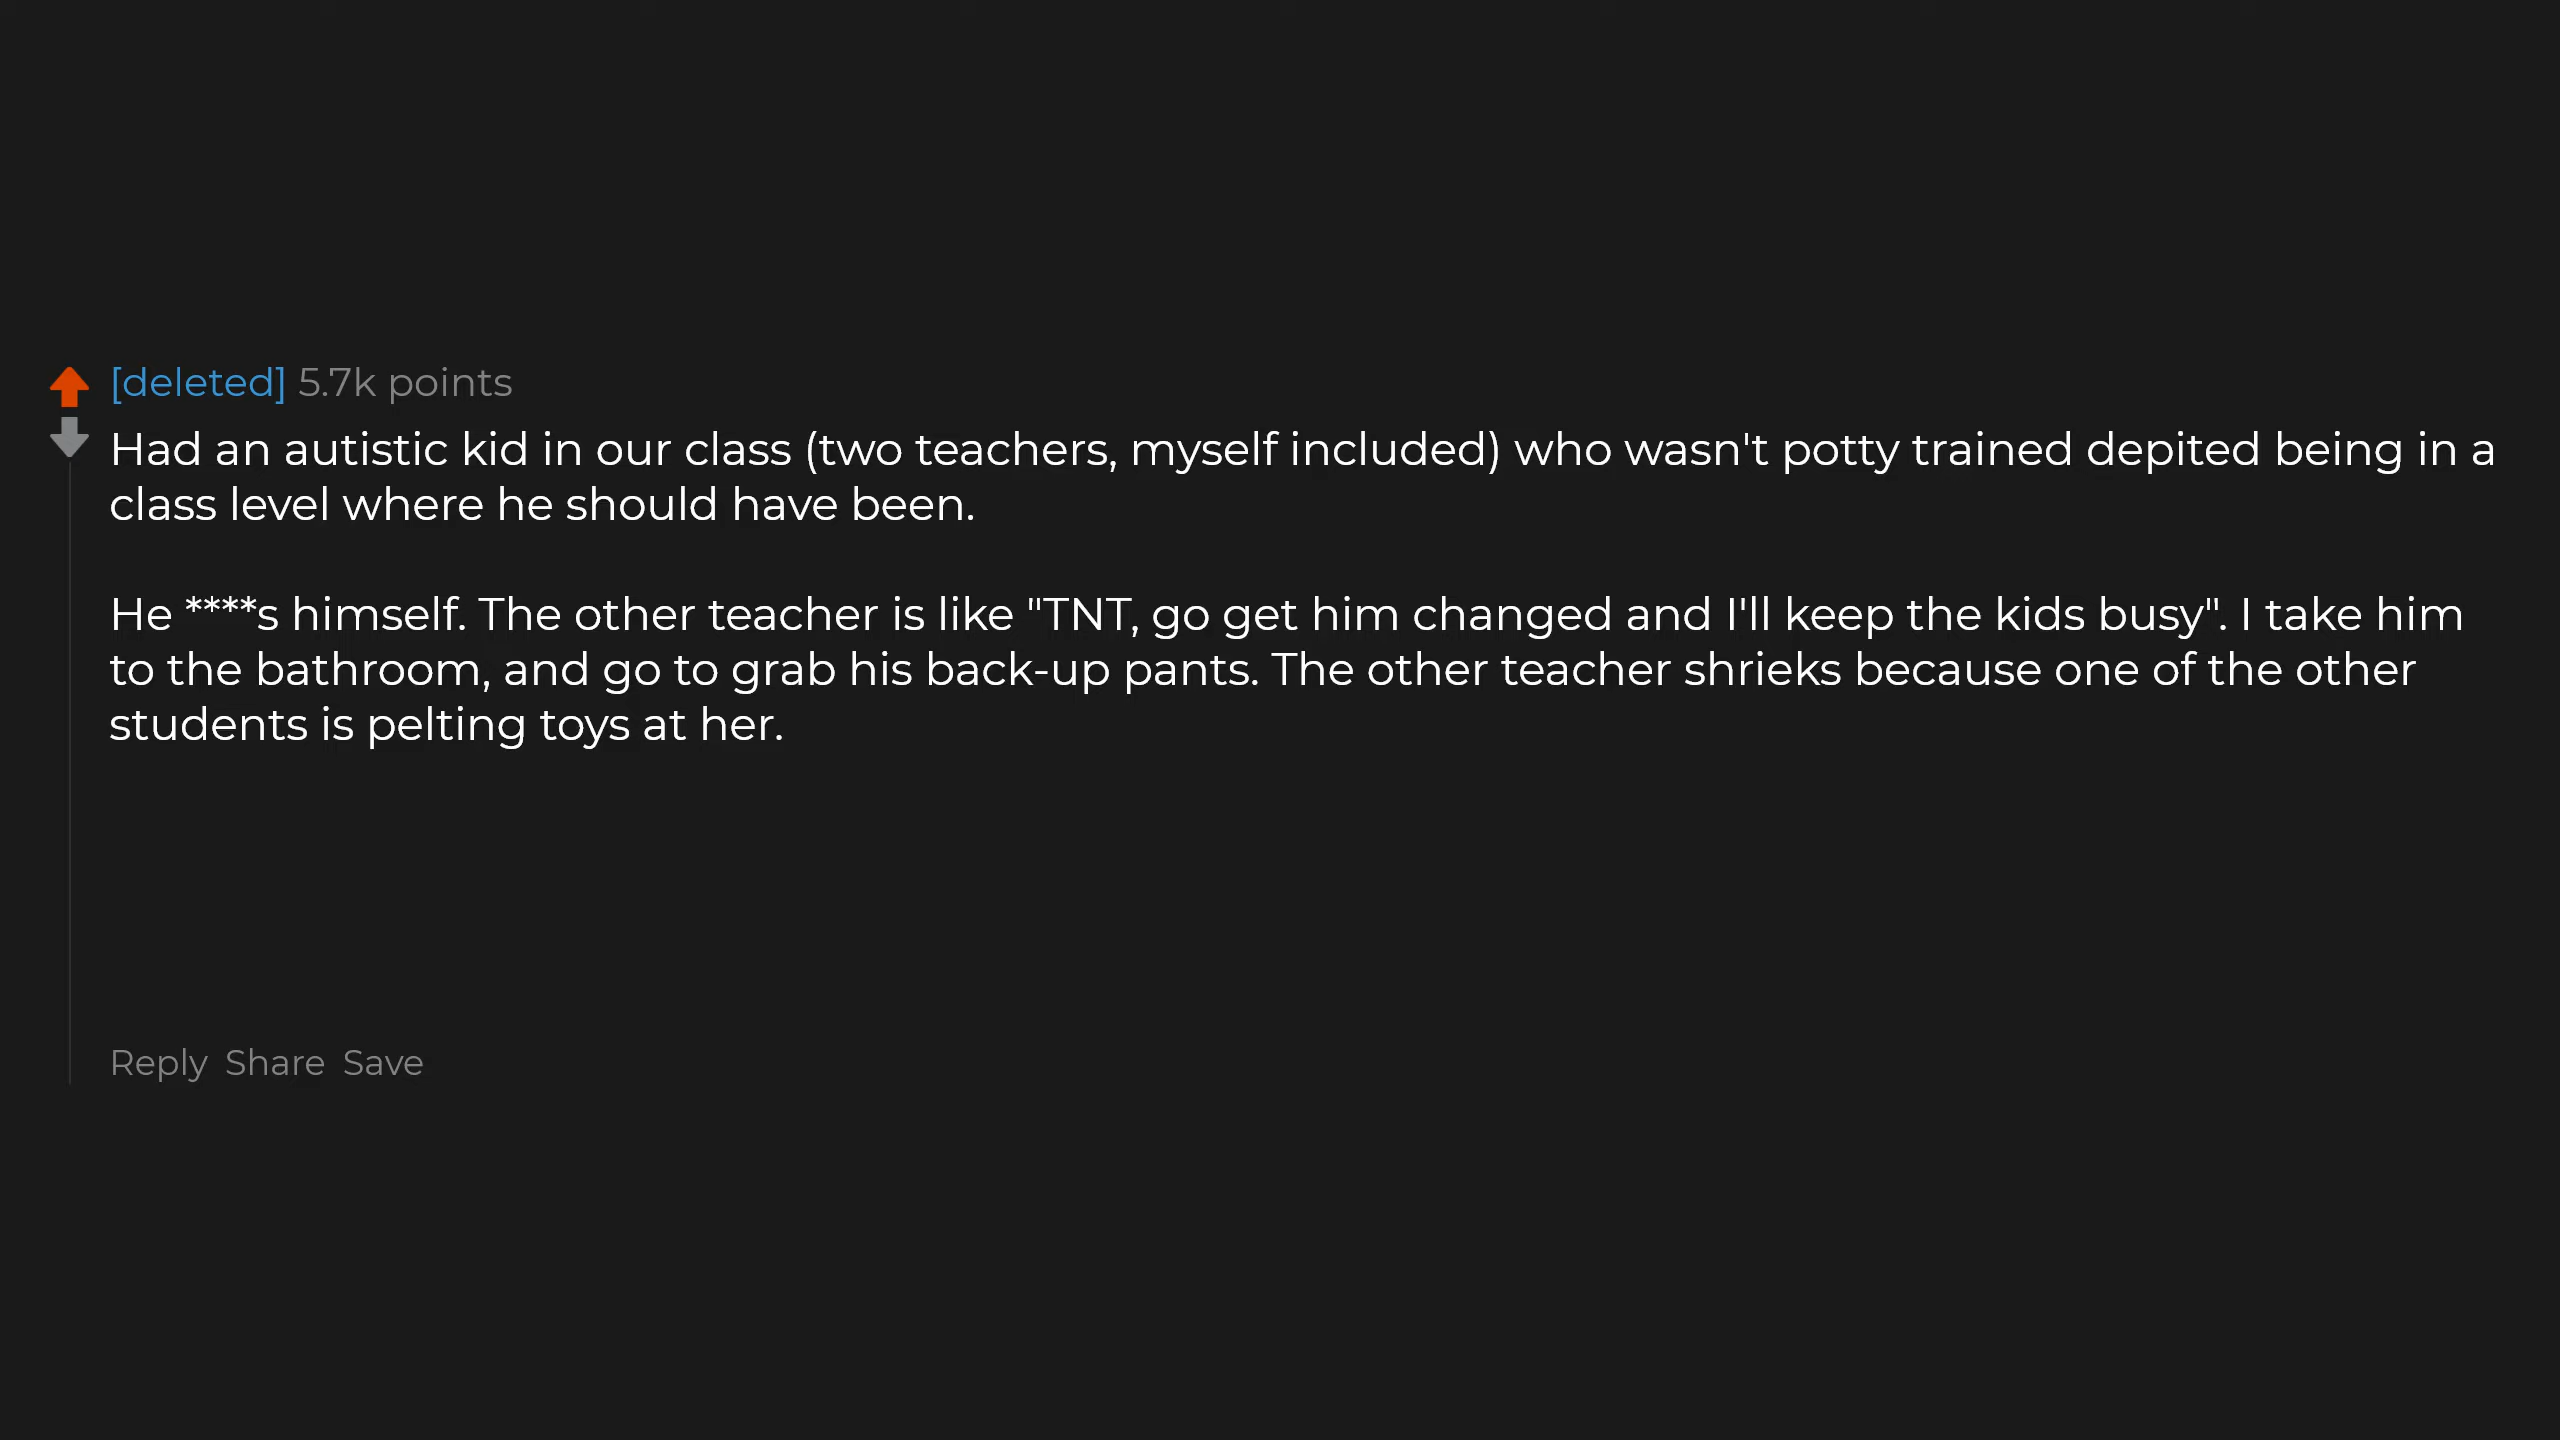 [deleted] 5.7k points
Had an autistic kid in our class (two teachers, myself included) who wasn't potty trained depited being in a
class level where he should have been.
He ****s himself. The other teacher is like "TNT, go get him changed and I'll keep the kids busy". I take him
to the bathroom, and go to grab his back-up pants. The other teacher shrieks because one of the other
students is pelting toys at her.
Reply Share Save